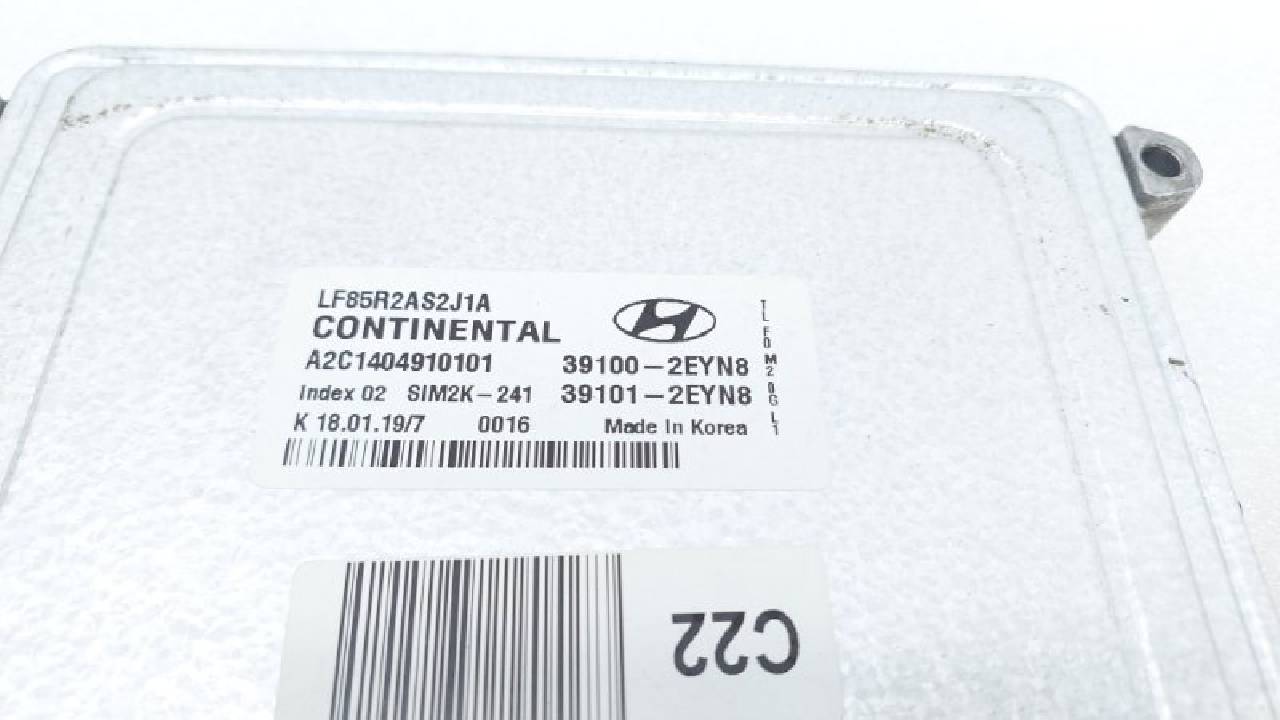 LF85R2AS2J1A
CONTINENTAL
A2C1404910101 39100-2EYN8
Index 02 SIM2K-241 39101-2EYN8
K 18.01.19/7 0016 Made In Korea
C22